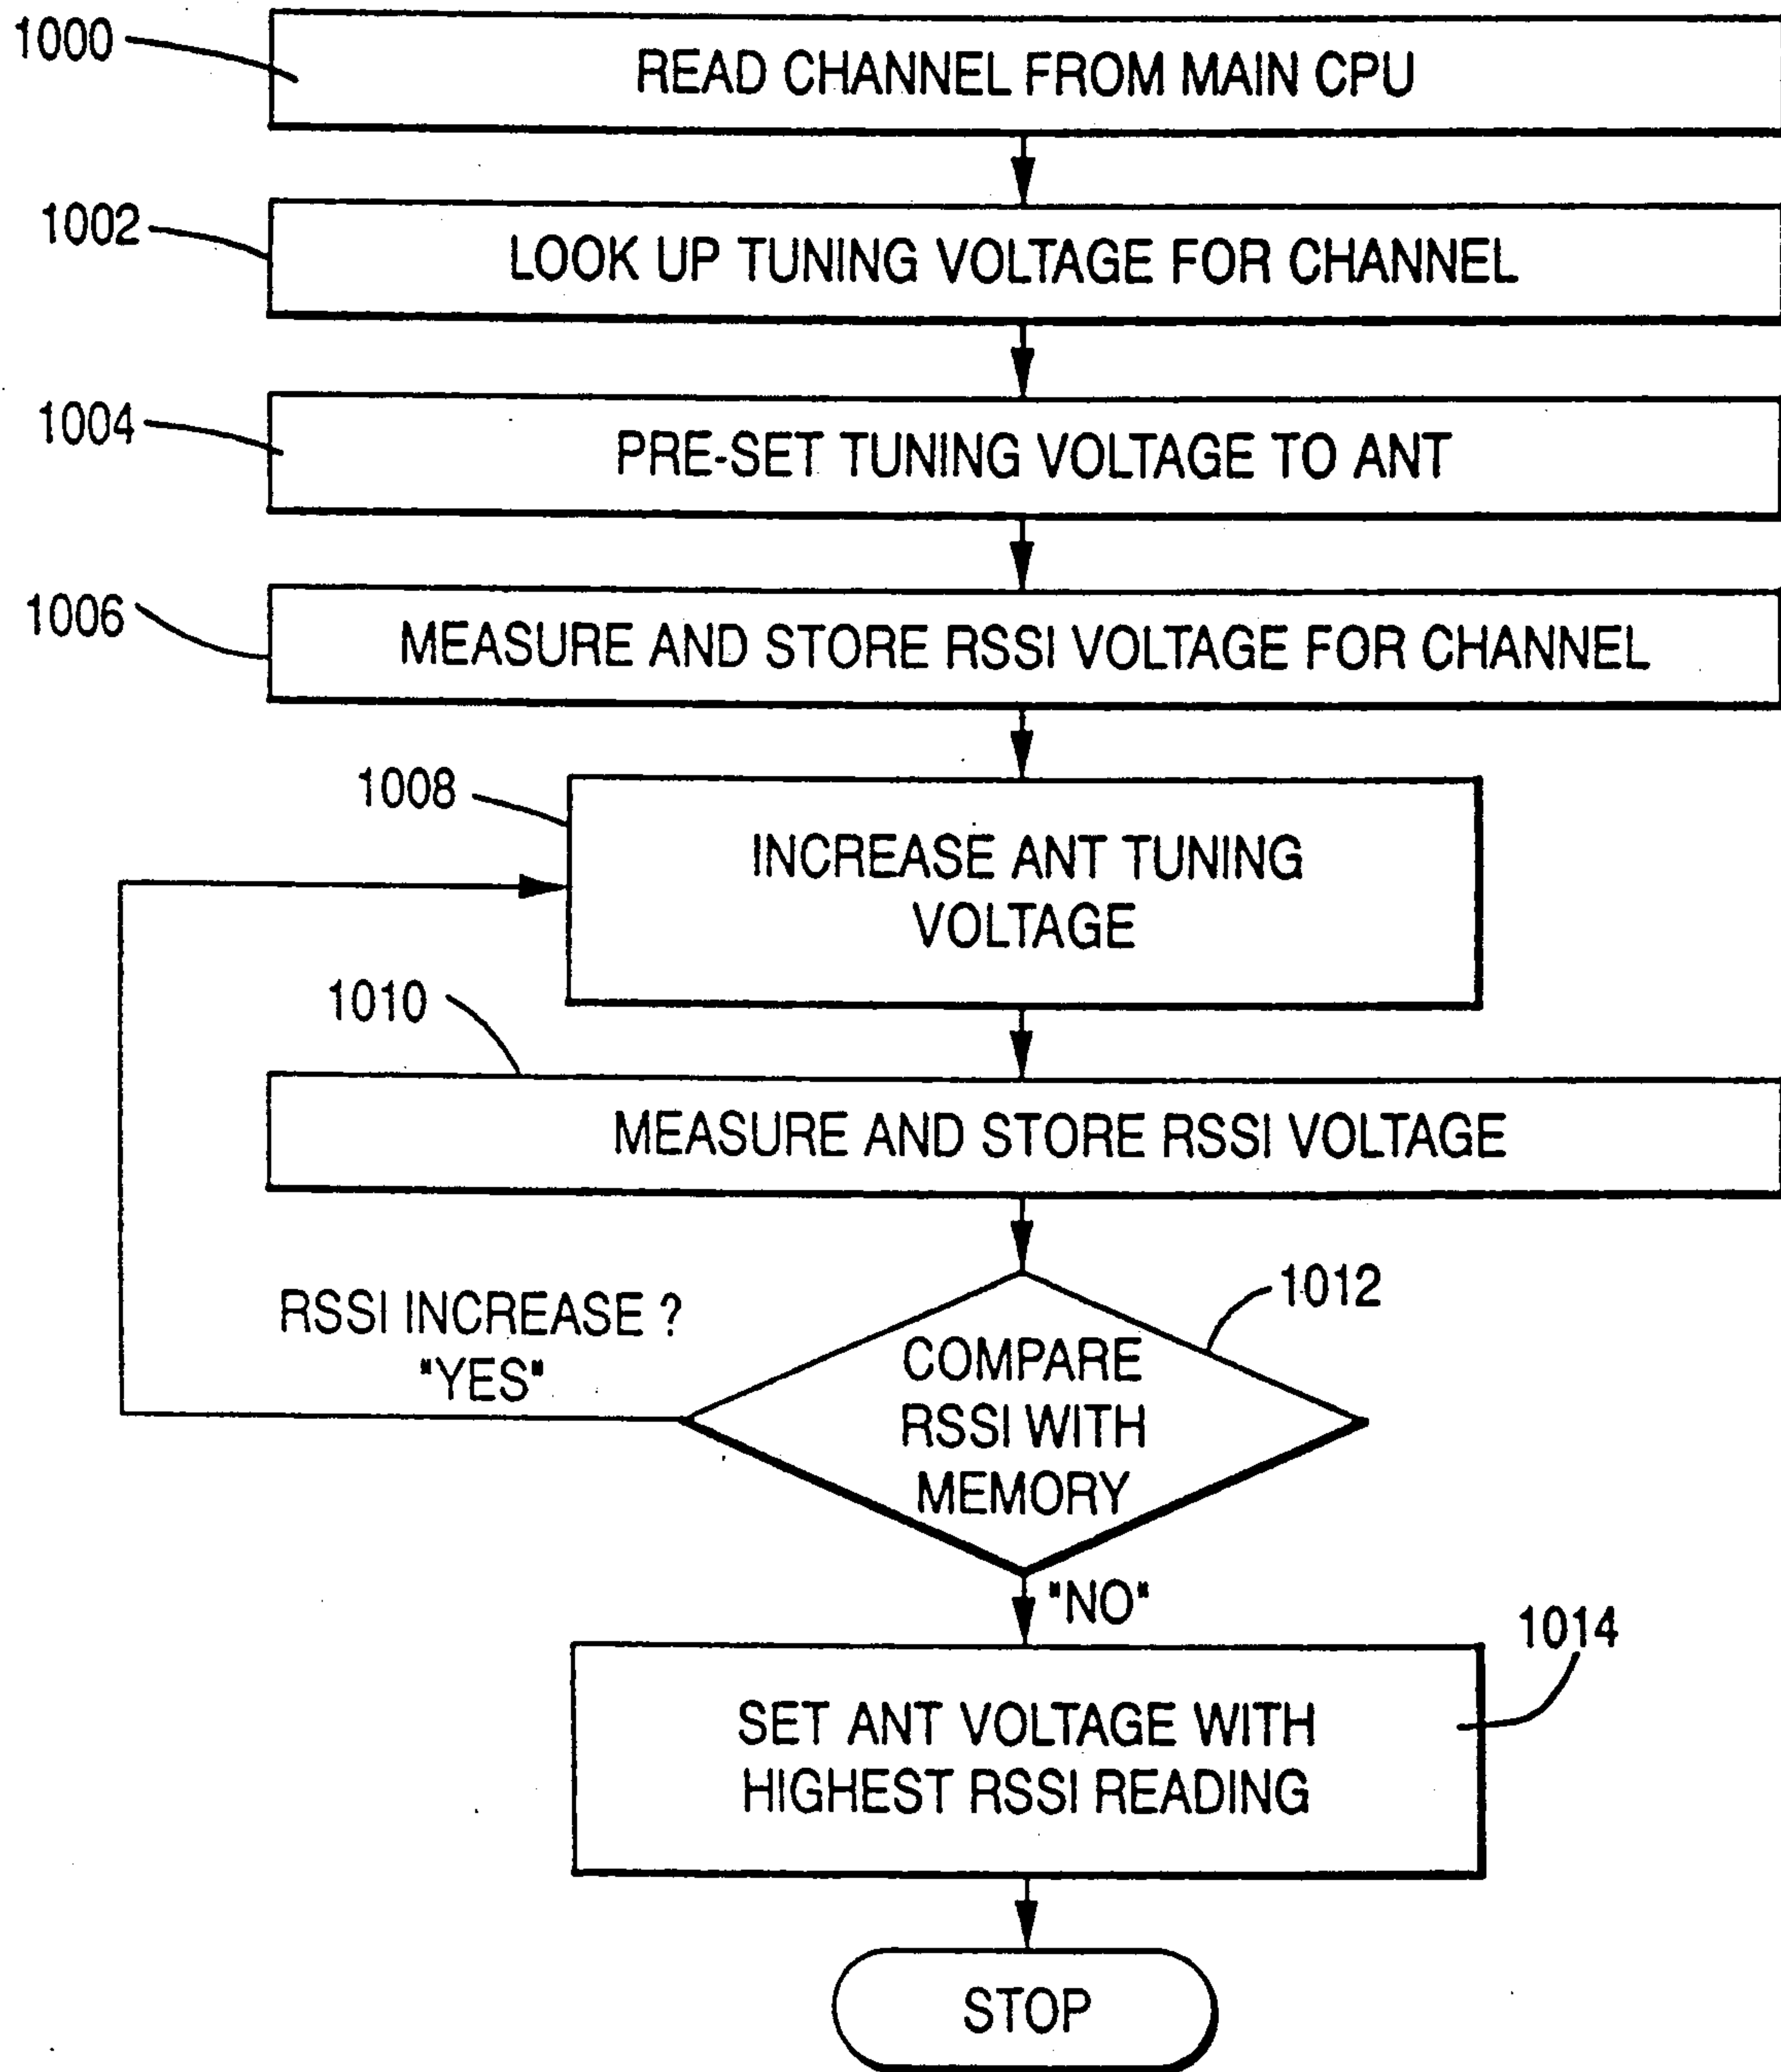 1000
READ CHANNEL FROM MAIN CPU
1002
LOOK UP TUNING VOLTAGE FOR CHANNEL
1004
PRE-SET TUNING VOLTAGE TO ANT
1006
MEASURE AND STORE RSSI VOLTAGE FOR CHANNEL
1008
INCREASE ANT TUNING
VOLTAGE
1010
MEASURE AND STORE RSSI VOLTAGE
1012
RSSI INCREASE ?
"YES"
COMPARE
RSSI WITH
MEMORY
"NO"
1014
SET ANT VOLTAGE WITH
HIGHEST RSSI READING
STOP